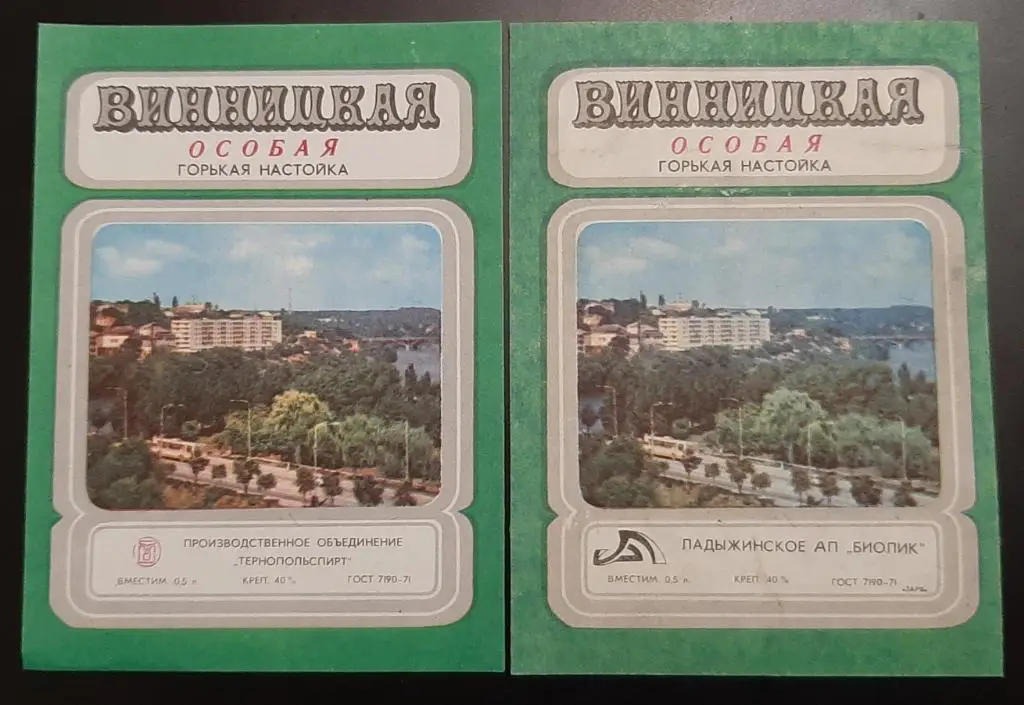 ВИННИЦКАЯ
ОСОБАЯ
ГОРЬКАЯ НАСТОЙКА
ПРОИЗВОДСТВЕННОЕ ОБЪЕДИНЕНИЕ
„ТЕРНОПОЛЬСПИРТ"
ВМЕСТИМ. 0,5 л. КРЕП. 40% ГОСТ 7190-71
ВИННИЦКАЯ
ОСОБАЯ
ГОРЬКАЯ НАСТОЙКА
ЛАДЫЖИНСКОЕ АП „БИОЛИК"
ВМЕСТИМ. 0,5 л. КРЕП. 40% ГОСТ 7190-71
«ЗАРЯ»